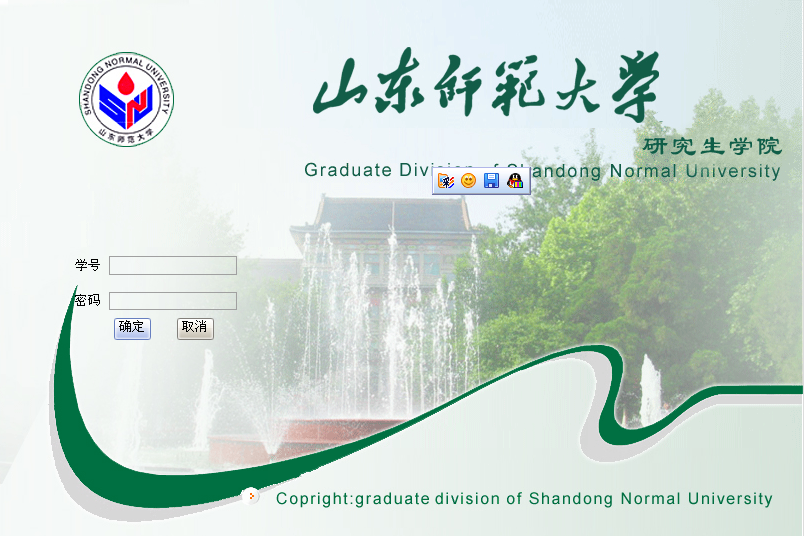 SHANDONG NORMAL UNIVERSITY
山东师范大学
山东师範大学
研究生学院
Graduate Division of Shandong Normal University
彩
学号
密码
确定
取消
Copright:graduate division of Shandong Normal University